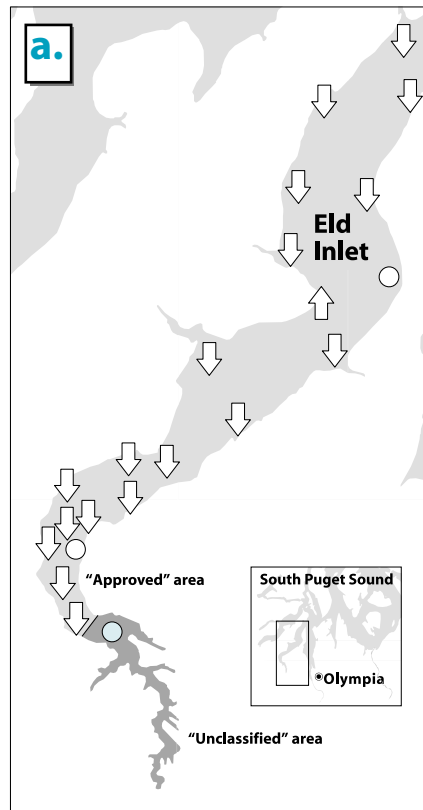 a.
Eld
Inlet
“Approved” area
South Puget Sound
Olympia
“Unclassified” area